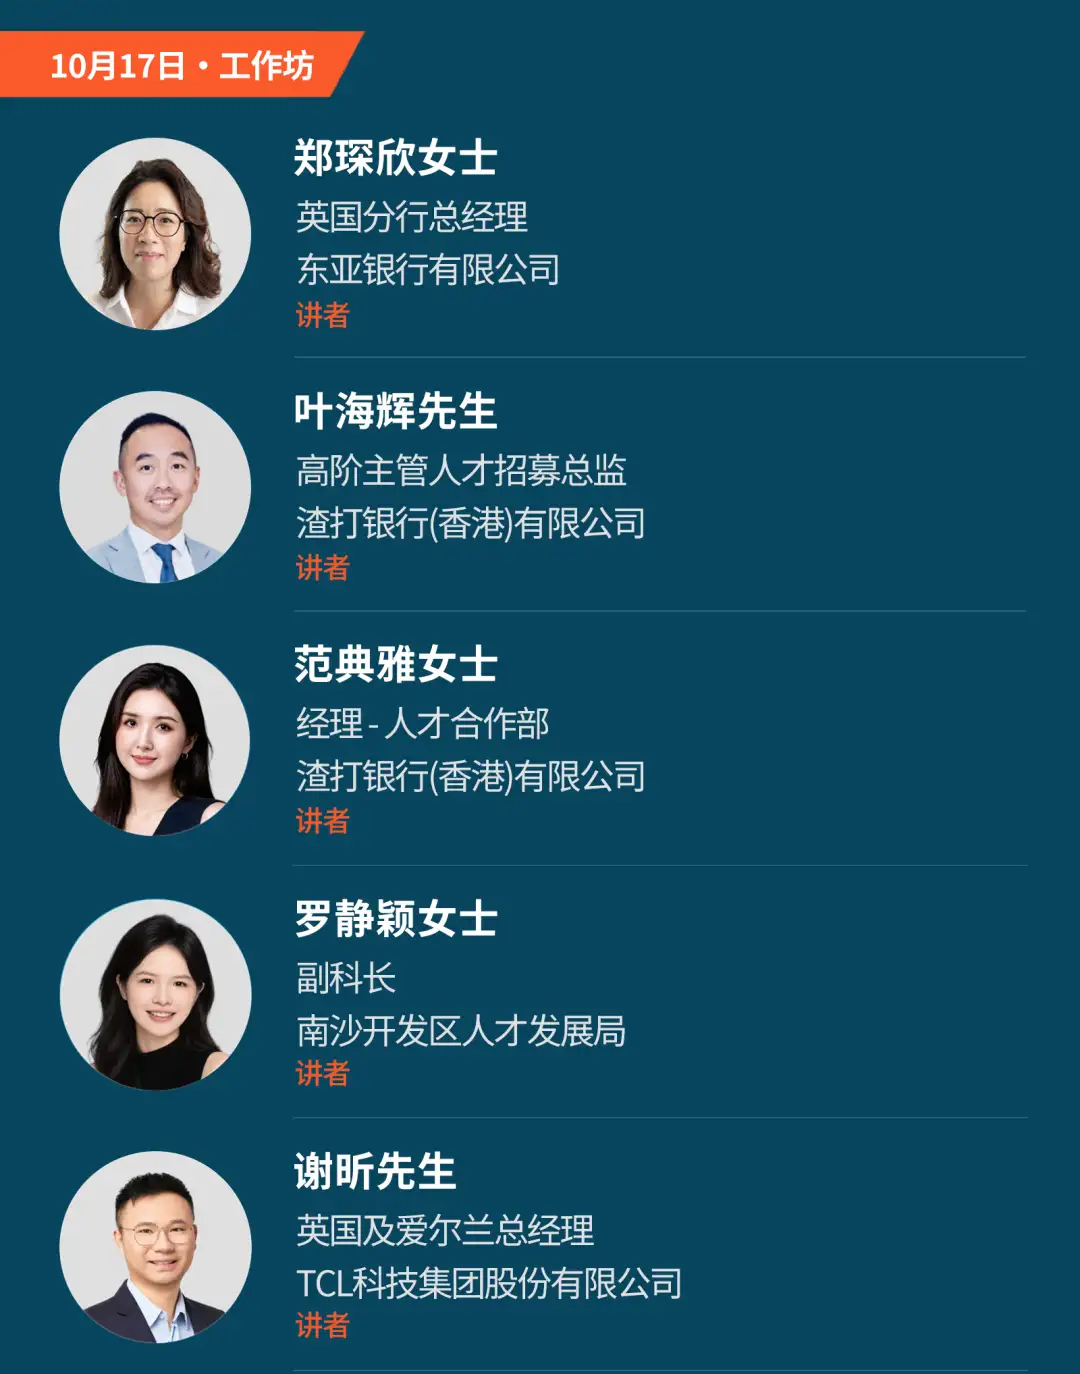 10月17日·工作坊
郑琛欣女士
英国分行总经理
东亚银行有限公司
讲者
叶海辉先生
高阶主管人才招募总监
渣打银行(香港)有限公司
讲者
范典雅女士
经理 - 人才合作部
渣打银行(香港)有限公司
讲者
罗静颖女士
副科长
南沙开发区人才发展局
讲者
谢昕先生
英国及爱尔兰总经理
TCL科技集团股份有限公司
讲者